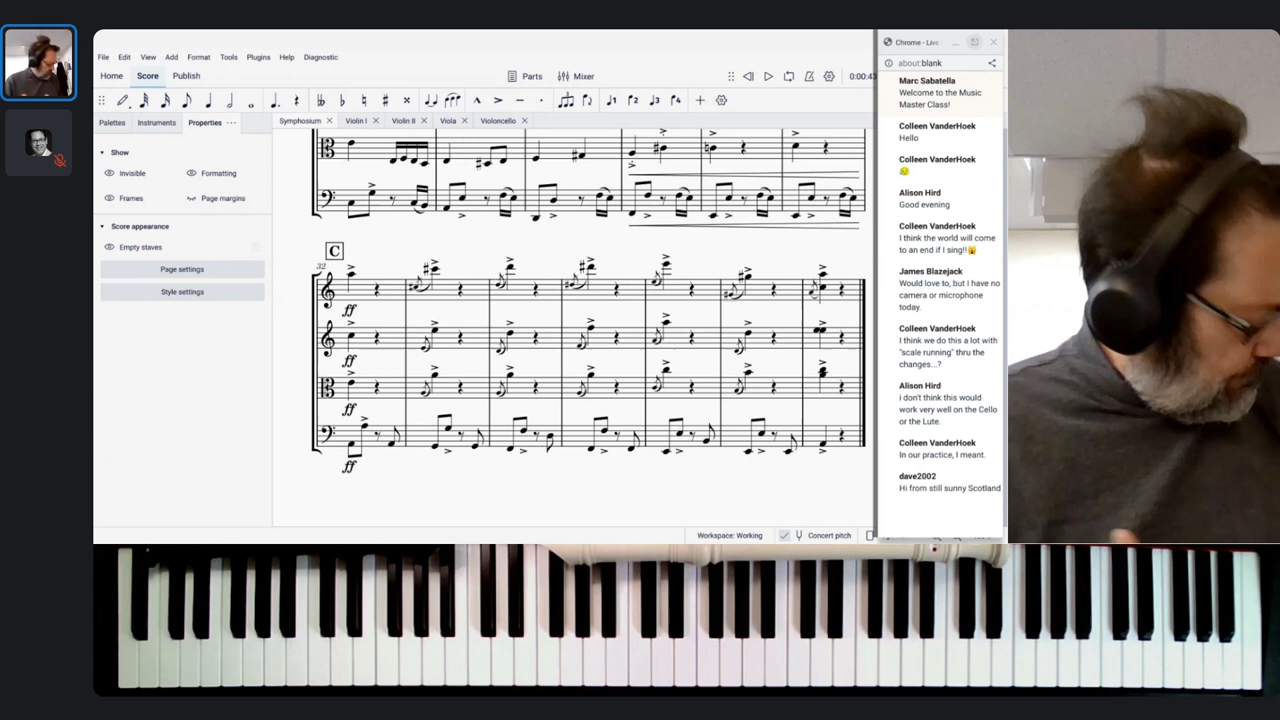 File Edit View Add Format Tools Plugins Help Diagnostic
Home Score Publish
Parts Mixer
0:00:43
Palettes Instruments Properties
Symphosium Violin I Violin II Viola Violoncello
Show
Invisible Formatting
Frames Page margins
Score appearance
Empty staves
Page settings
Style settings
C
32
ff
ff
ff
ff
Workspace: Working Concert pitch
Chrome - Live
about:blank
Marc Sabatella
Welcome to the Music
Master Class!
Colleen VanderHoek
Hello
Colleen VanderHoek
Alison Hird
Good evening
Colleen VanderHoek
I think the world will come
to an end if I sing!!
James Blazejack
Would love to, but I have no
camera or microphone
today.
Colleen VanderHoek
I think we do this a lot with
"scale running" thru the
changes...?
Alison Hird
i don't think this would
work very well on the Cello
or the Lute.
Colleen VanderHoek
In our practice, I meant.
dave2002
Hi from still sunny Scotland